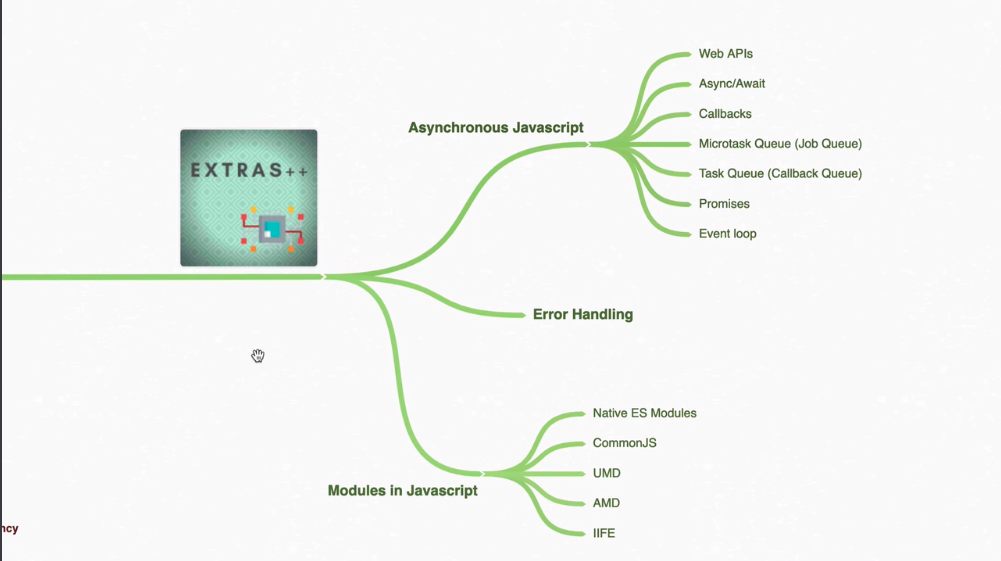 EXTRAS++
Asynchronous Javascript
Web APIs
Async/Await
Callbacks
Microtask Queue (Job Queue)
Task Queue (Callback Queue)
Promises
Event loop
Error Handling
Modules in Javascript
Native ES Modules
CommonJS
UMD
AMD
IIFE